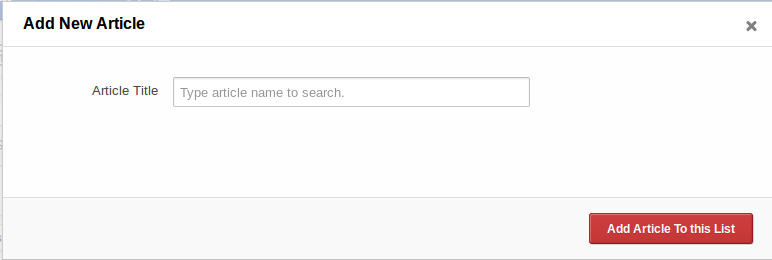 Add New Article
Article Title
Type article name to search.
Add Article To this List